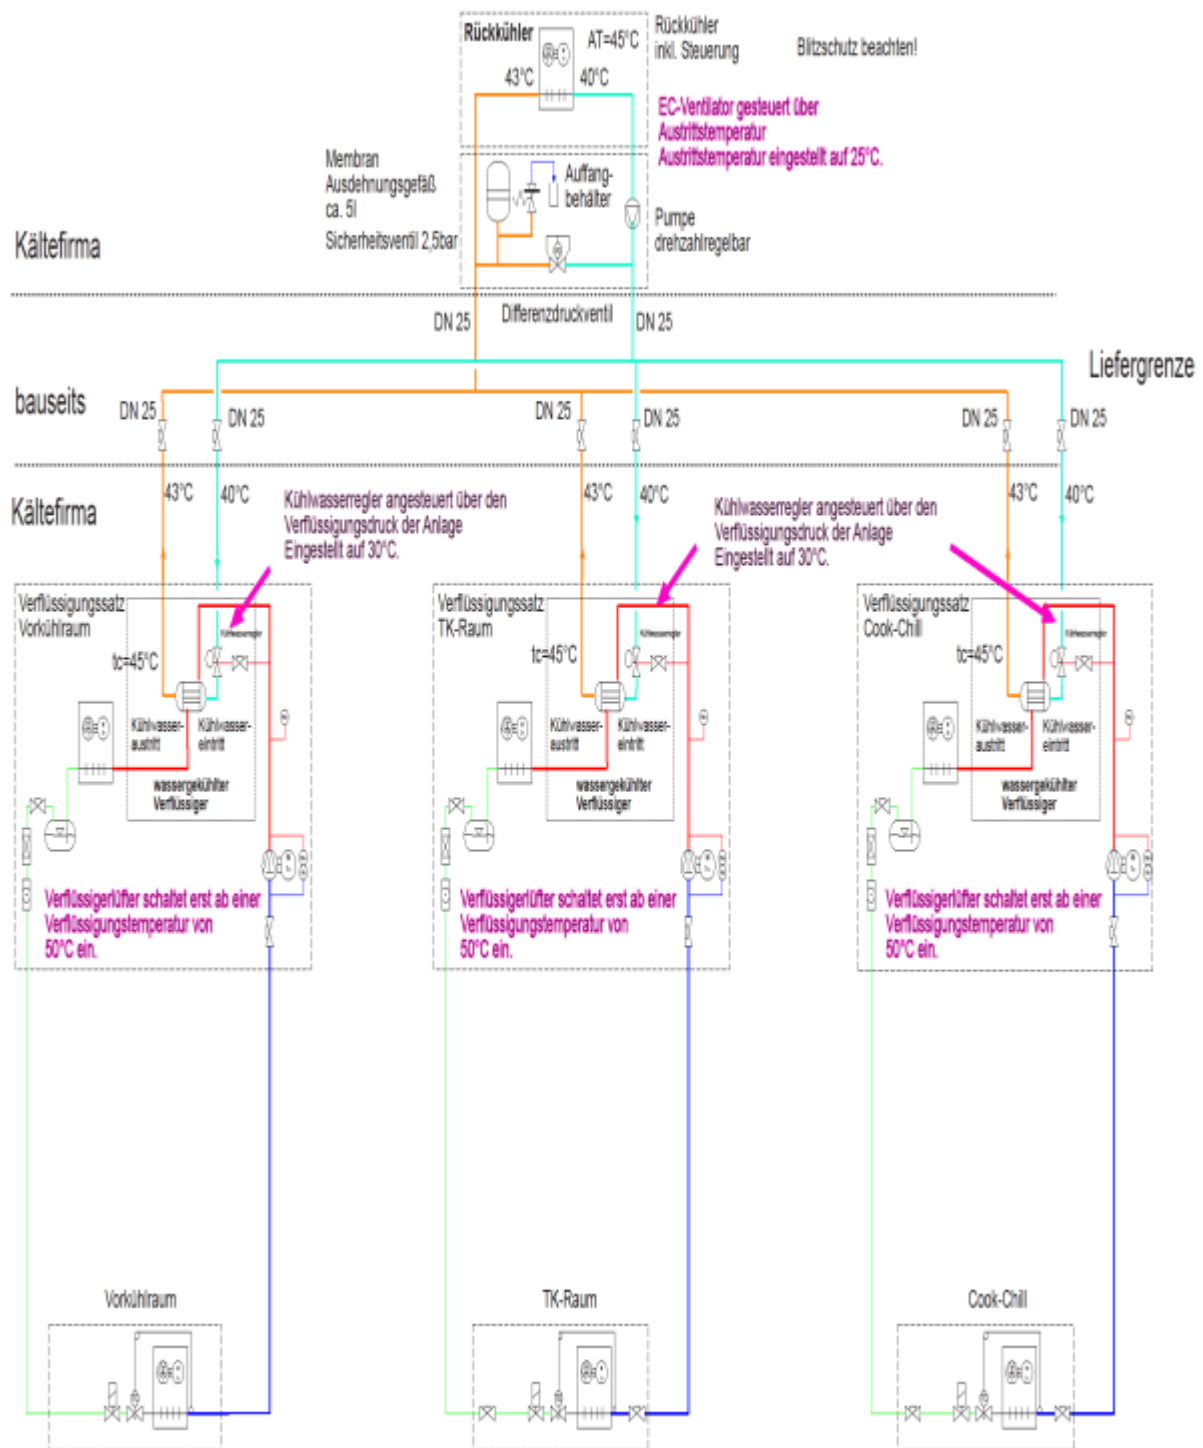 Rückkühler
AT=45°C
43°C
40°C
Rückkühler
inkl. Steuerung
Blitzschutz beachten!
EC-Ventilator gesteuert über
Austrittstemperatur
Austrittstemperatur eingestellt auf 25°C.
Membran
Ausdehnungsgefäß
ca. 5l
Sicherheitsventil 2,5bar
Auffang-
behälter
Pumpe
drehzahlregelbar
Kältefirma
DN 25
Differenzdruckventil
DN 25
Liefergrenze
bauseits
DN 25
DN 25
DN 25
DN 25
DN 25
DN 25
Kältefirma
43°C
40°C
Kühlwasserregler angesteuert über den
Verflüssigungsdruck der Anlage
Eingestellt auf 30°C.
43°C
40°C
Kühlwasserregler angesteuert über den
Verflüssigungsdruck der Anlage
Eingestellt auf 30°C.
43°C
40°C
Verflüssigungssatz
Vorkühlraum
Kühlwasserregler
tc=45°C
Kühlwasser-
austritt
Kühlwasser-
eintritt
wassergekühlter
Verflüssiger
Verflüssigerlüfter schaltet erst ab einer
Verflüssigungstemperatur von
50°C ein.
Verflüssigungssatz
TK-Raum
Kühlwasserregler
tc=45°C
Kühlwasser-
austritt
Kühlwasser-
eintritt
wassergekühlter
Verflüssiger
Verflüssigerlüfter schaltet erst ab einer
Verflüssigungstemperatur von
50°C ein.
Verflüssigungssatz
Cook-Chill
Kühlwasserregler
tc=45°C
Kühlwasser-
austritt
Kühlwasser-
eintritt
wassergekühlter
Verflüssiger
Verflüssigerlüfter schaltet erst ab einer
Verflüssigungstemperatur von
50°C ein.
Vorkühlraum
TK-Raum
Cook-Chill